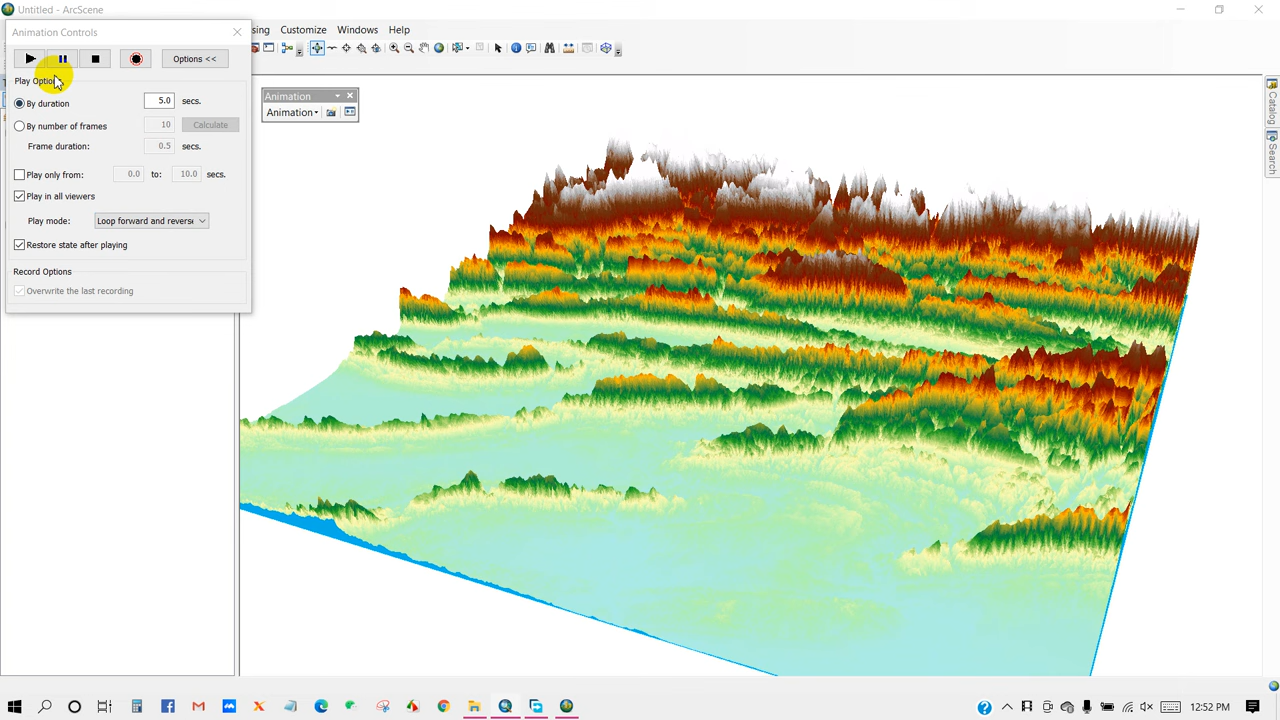 Untitled - ArcScene
Animation Controls
sing Customize Windows Help
Options <<
Play Options
By duration 5.0 secs.
By number of frames 10 Calculate
Frame duration: 0.5 secs.
Play only from: 0.0 to: 10.0 secs.
Play in all viewers
Play mode: Loop forward and reverse
Restore state after playing
Record Options
Overwrite the last recording
Animation
Animation
Catalog
Search
12:52 PM